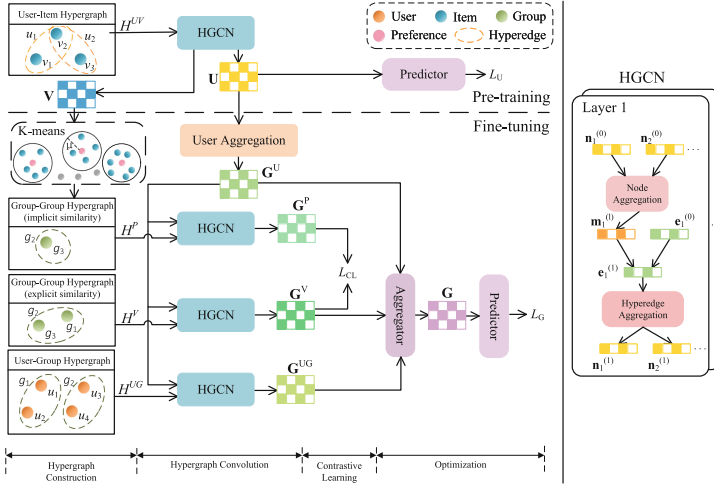 User-Item Hypergraph
u₁ v₂ u₂
v₁ v₃
H^{UV}
HGCN
User Item Group
Preference Hyperedge
V
U
Predictor
L_U
Pre-training
Fine-tuning
K-means
μ
User Aggregation
G^U
Group-Group Hypergraph
(implicit similarity)
g₂
g₃
H^P
HGCN
G^P
L_CL
Group-Group Hypergraph
(explicit similarity)
g₂
g₃ g₁
H^V
HGCN
G^V
Aggregator
G
Predictor
L_G
User-Group Hypergraph
g₁ u₁ g₂ u₃
u₂ u₄
H^{UG}
HGCN
G^{UG}
Hypergraph
Construction
Hypergraph Convolution
Contrastive
Learning
Optimization
HGCN
Layer 1
n₁^{(0)} n₂^{(0)}
...
Node
Aggregation
m₁^{(1)} e₁^{(0)}
e₁^{(1)}
Hyperedge
Aggregation
n₁^{(1)} n₂^{(1)}
...